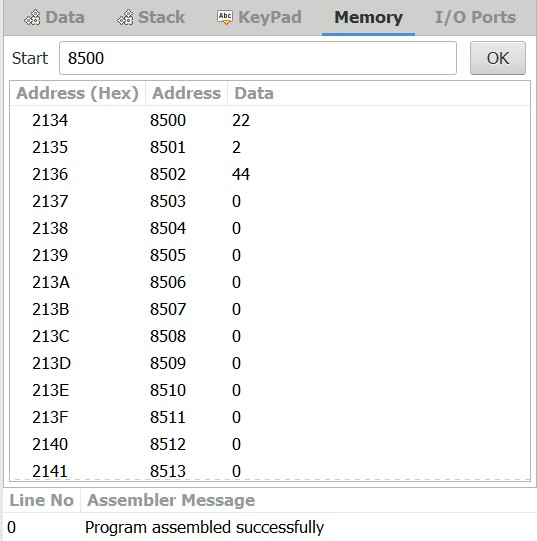 Data Stack Abc KeyPad Memory I/O Ports
Start 8500 OK
Address (Hex) Address Data
2134 8500 22
2135 8501 2
2136 8502 44
2137 8503 0
2138 8504 0
2139 8505 0
213A 8506 0
213B 8507 0
213C 8508 0
213D 8509 0
213E 8510 0
213F 8511 0
2140 8512 0
2141 8513 0
Line No Assembler Message
0 Program assembled successfully